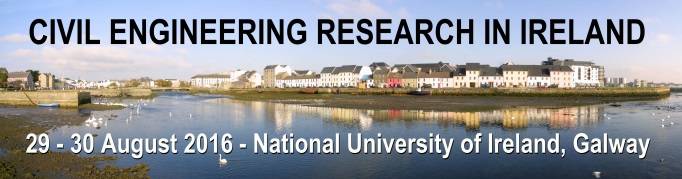 CIVIL ENGINEERING RESEARCH IN IRELAND
29 - 30 August 2016 - National University of Ireland, Galway